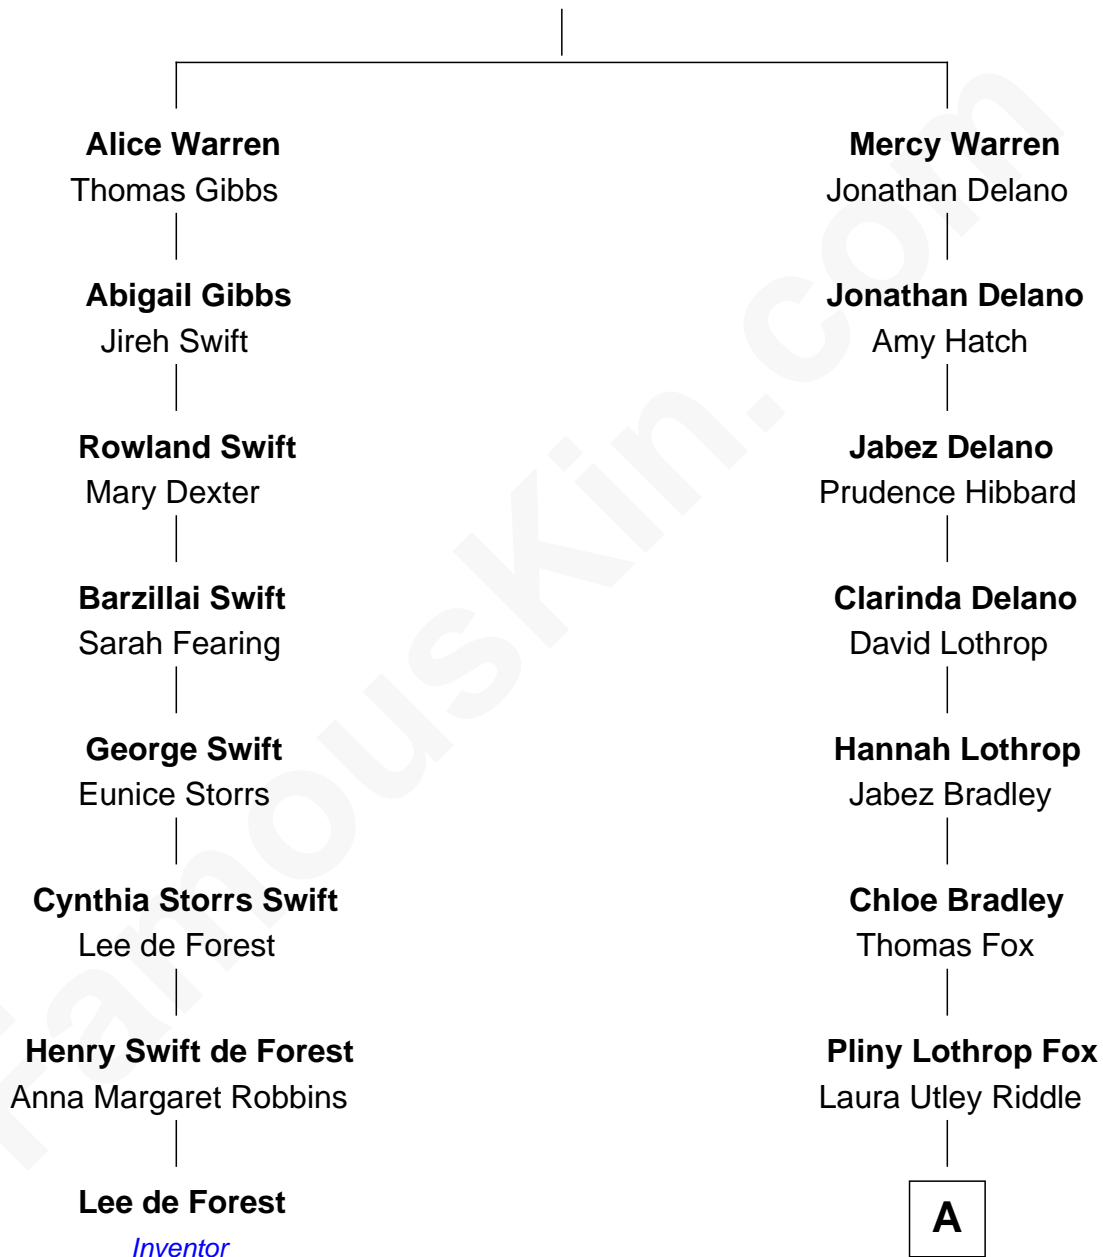 Alice Warren
Thomas Gibbs
Mercy Warren
Jonathan Delano
Abigail Gibbs
Jireh Swift
Jonathan Delano
Amy Hatch
Rowland Swift
Mary Dexter
Jabez Delano
Prudence Hibbard
Barzillai Swift
Sarah Fearing
Clarinda Delano
David Lothrop
George Swift
Eunice Storrs
Hannah Lothrop
Jabez Bradley
Cynthia Storrs Swift
Lee de Forest
Chloe Bradley
Thomas Fox
Henry Swift de Forest
Anna Margaret Robbins
Pliny Lothrop Fox
Laura Utley Riddle
Lee de Forest
Inventor
A
FamousKin.com